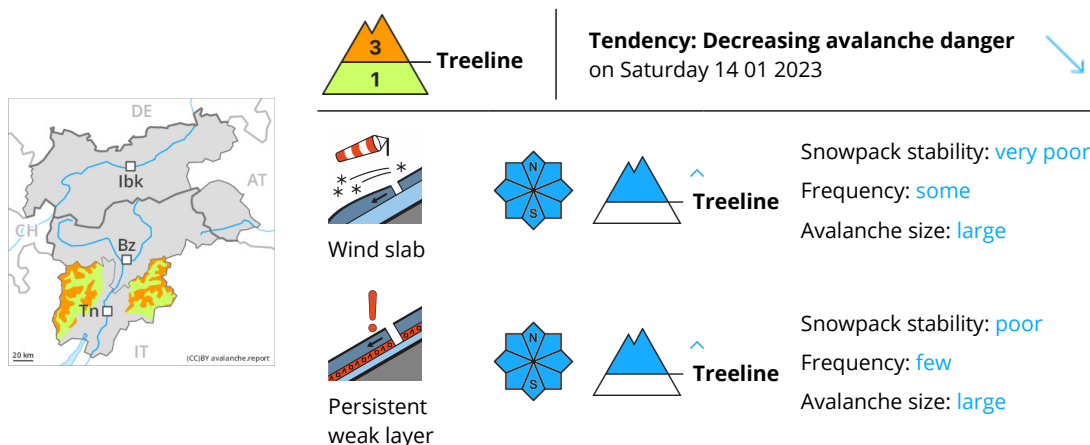 3
1
Treeline
Tendency: Decreasing avalanche danger
on Saturday 14 01 2023
DE
Ibk
AT
CH
Bz
Tn
IT
20 km
(CC)BY avalanche.report
Wind slab
N
S
Treeline
Snowpack stability: very poor
Frequency: some
Avalanche size: large
Persistent
weak layer
N
S
Treeline
Snowpack stability: poor
Frequency: few
Avalanche size: large